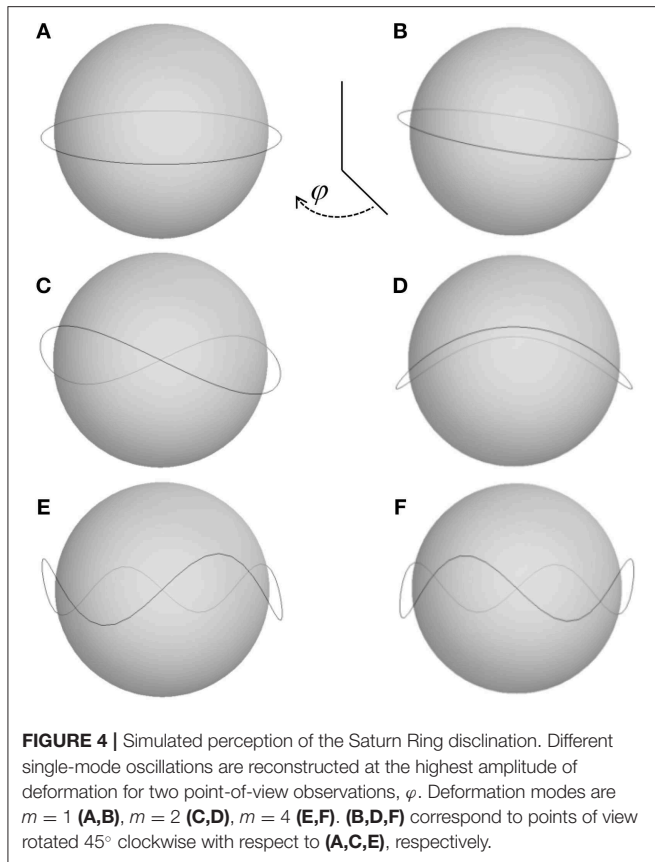 A
B
φ
C
D
E
F
FIGURE 4 | Simulated perception of the Saturn Ring disclination. Different
single-mode oscillations are reconstructed at the highest amplitude of
deformation for two point-of-view observations, φ. Deformation modes are
m = 1 (A,B), m = 2 (C,D), m = 4 (E,F). (B,D,F) correspond to points of view
rotated 45° clockwise with respect to (A,C,E), respectively.